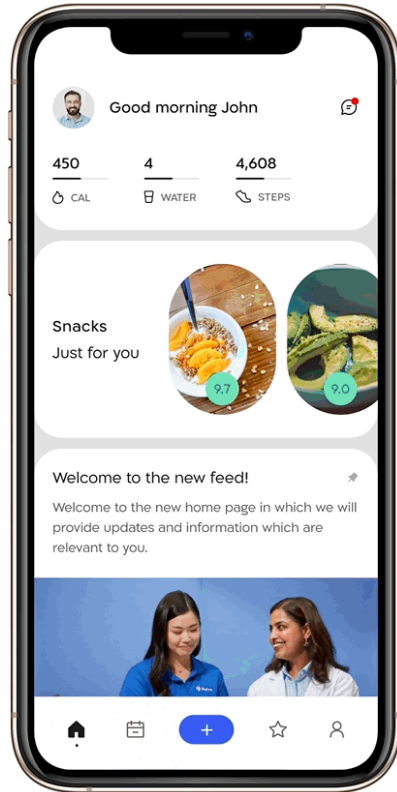 Good morning John
450
4
4,608
CAL
WATER
STEPS
Snacks
Just for you
9.7
9.0
Welcome to the new feed!
Welcome to the new home page in which we will
provide updates and information which are
relevant to you.